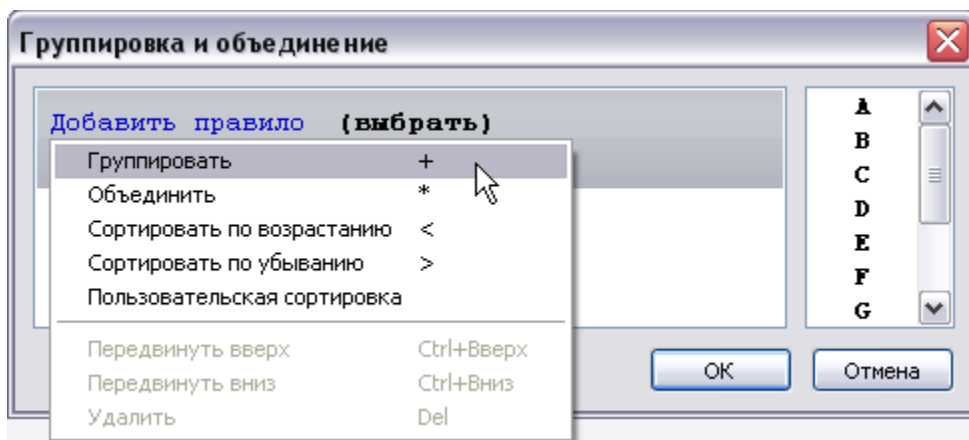 Группировка и объединение
Добавить правило (выбрать)
Группировать +
Объединить *
Сортировать по возрастанию <
Сортировать по убыванию >
Пользовательская сортировка
Передвинуть вверх Ctrl+Вверх
Передвинуть вниз Ctrl+Вниз
Удалить Del
A
B
C
D
E
F
G
ОК
Отмена